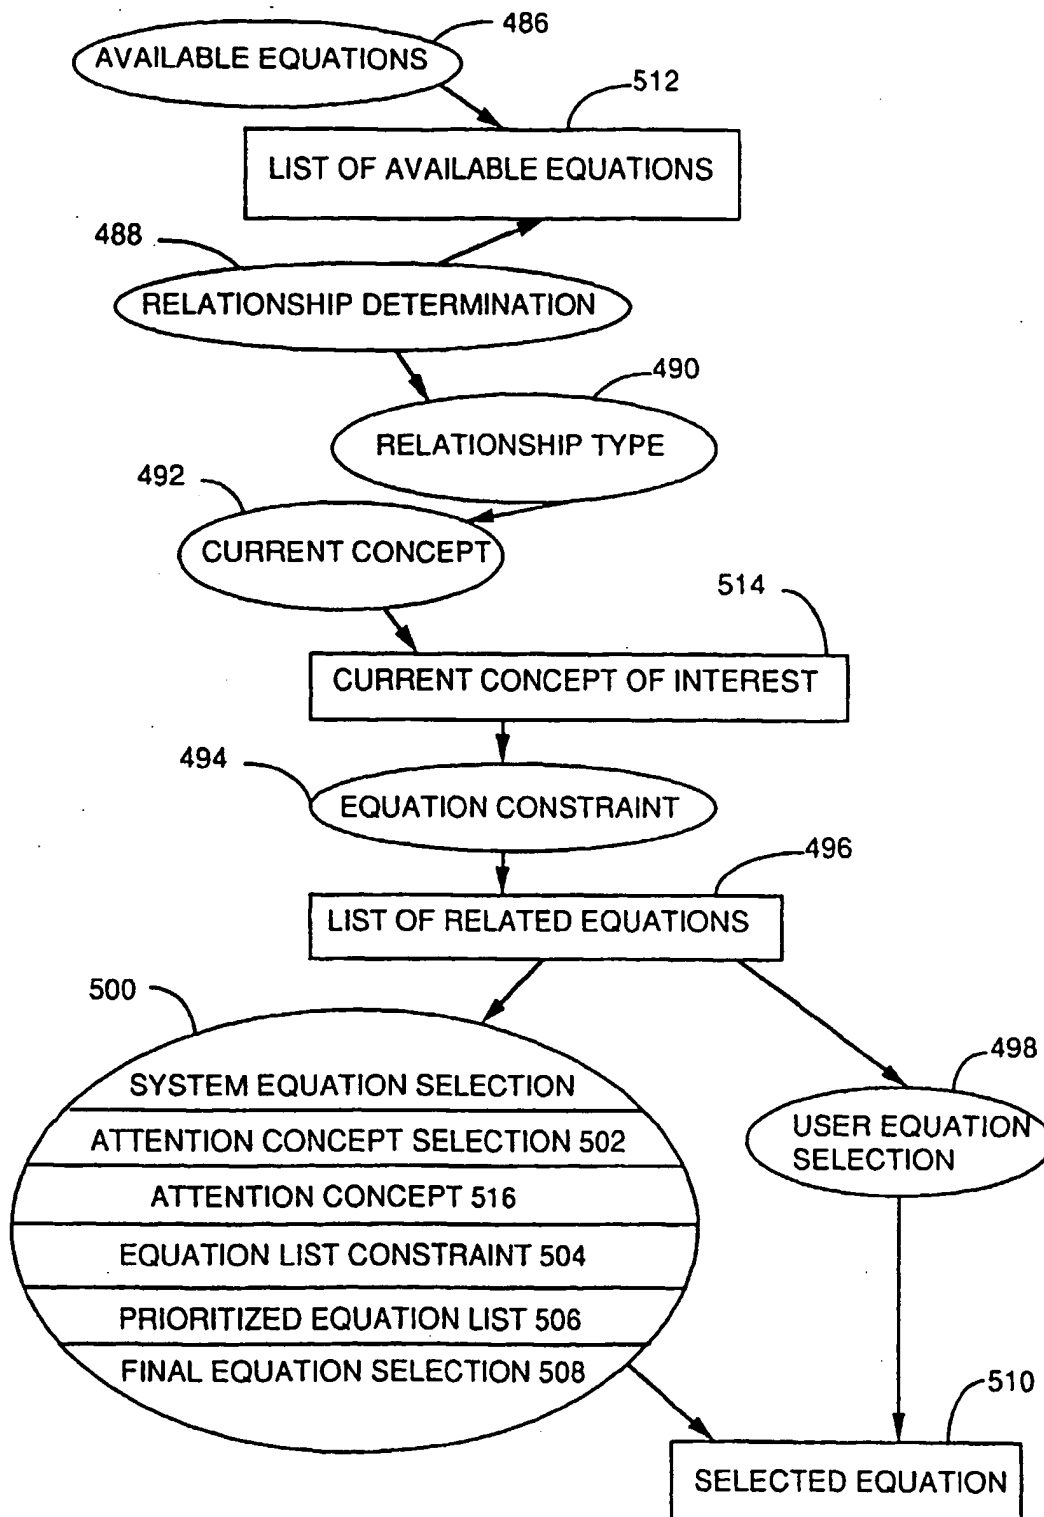 486
AVAILABLE EQUATIONS
512
LIST OF AVAILABLE EQUATIONS
488
RELATIONSHIP DETERMINATION
490
RELATIONSHIP TYPE
492
CURRENT CONCEPT
514
CURRENT CONCEPT OF INTEREST
494
EQUATION CONSTRAINT
496
LIST OF RELATED EQUATIONS
500
SYSTEM EQUATION SELECTION
ATTENTION CONCEPT SELECTION 502
ATTENTION CONCEPT 516
EQUATION LIST CONSTRAINT 504
PRIORITIZED EQUATION LIST 506
FINAL EQUATION SELECTION 508
498
USER EQUATION
SELECTION
510
SELECTED EQUATION